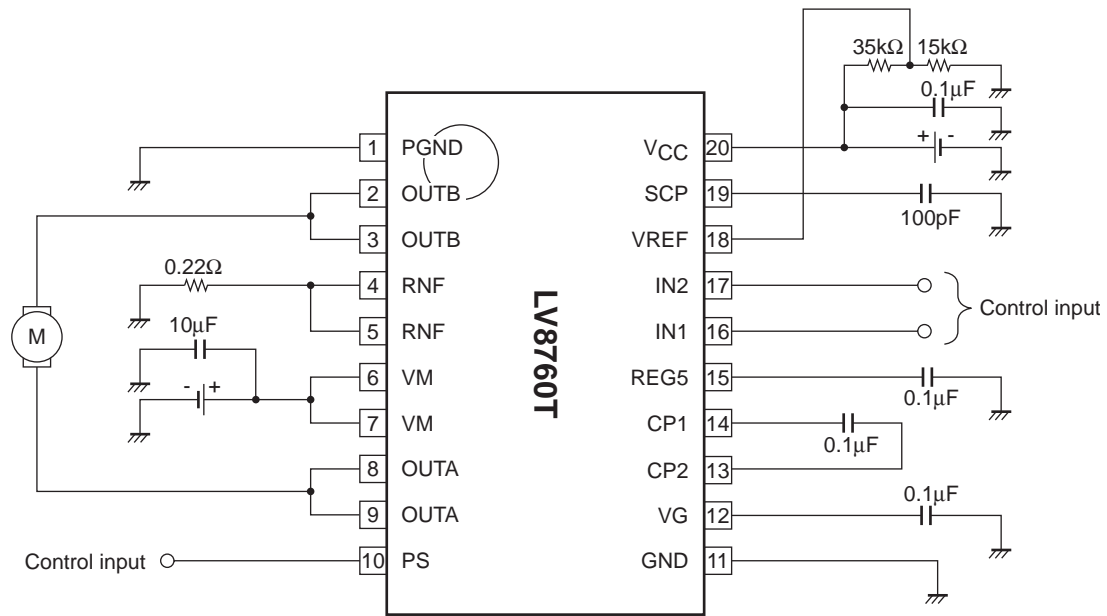 35kΩ 15kΩ
0.1μF
1 PGND VCC 20 + -
2 OUTB SCP 19
100pF
3 OUTB VREF 18
0.22Ω
4 RNF IN2 17
LV8760T
Control input
5 RNF IN1 16
10μF
6 VM REG5 15
- +
0.1μF
7 VM CP1 14
0.1μF
8 OUTA CP2 13
M
9 OUTA VG 12
0.1μF
Control input 10 PS GND 11